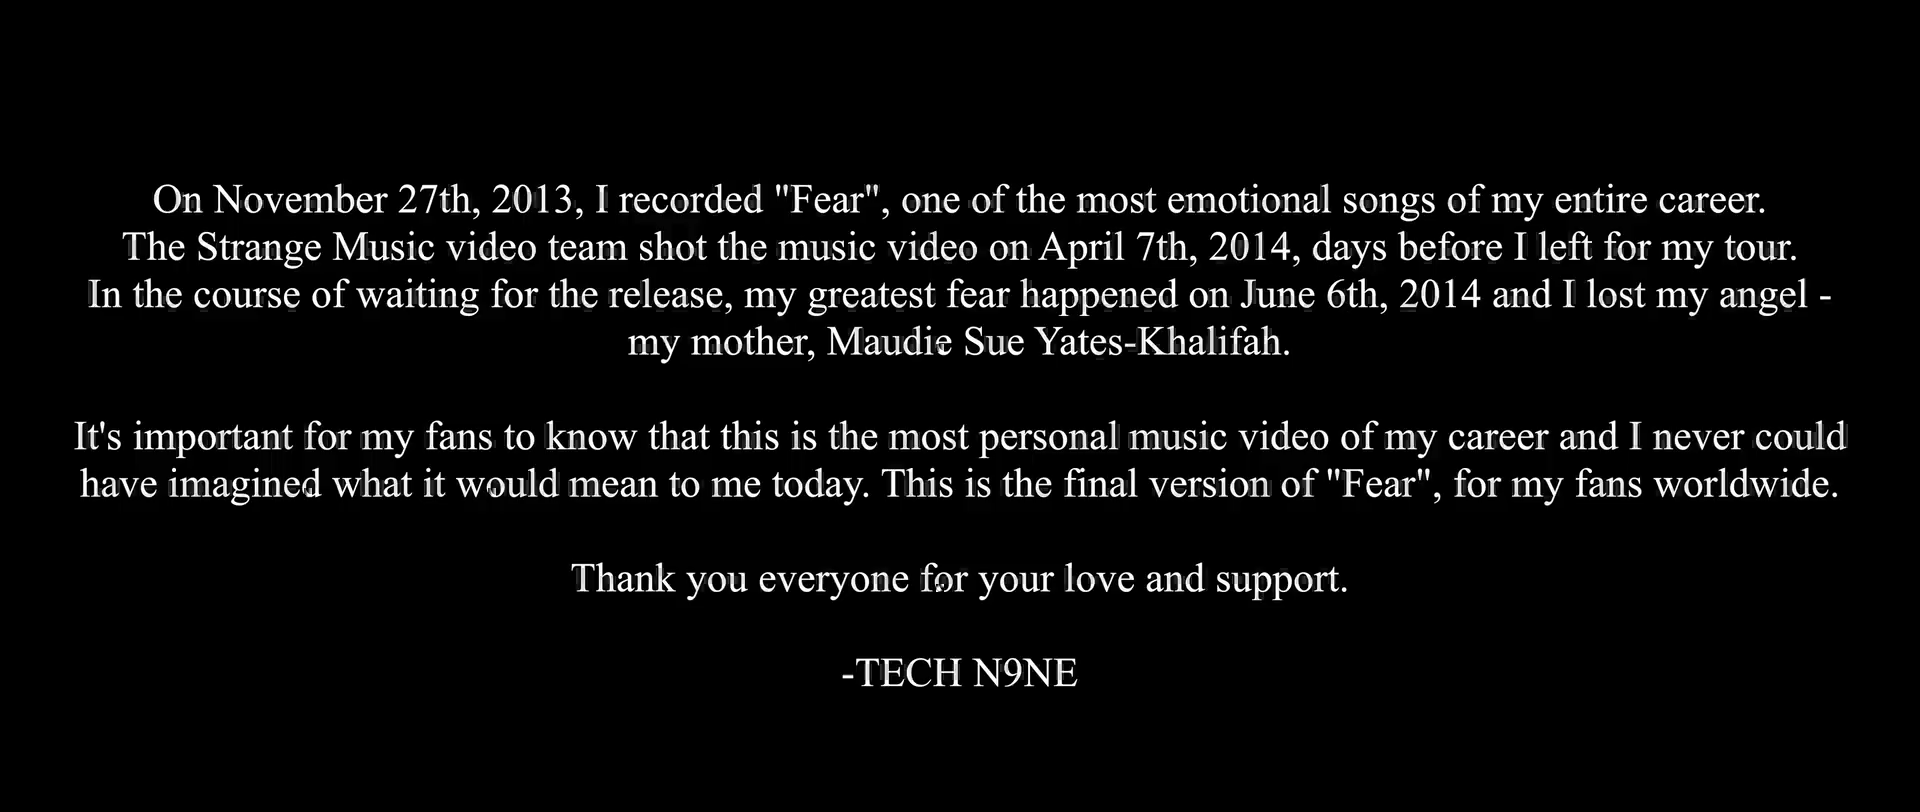 On November 27th, 2013, I recorded "Fear", one of the most emotional songs of my entire career.
The Strange Music video team shot the music video on April 7th, 2014, days before I left for my tour.
In the course of waiting for the release, my greatest fear happened on June 6th, 2014 and I lost my angel -
my mother, Maudie Sue Yates-Khalifah.
It's important for my fans to know that this is the most personal music video of my career and I never could
have imagined what it would mean to me today. This is the final version of "Fear", for my fans worldwide.
Thank you everyone for your love and support.
-TECH N9NE